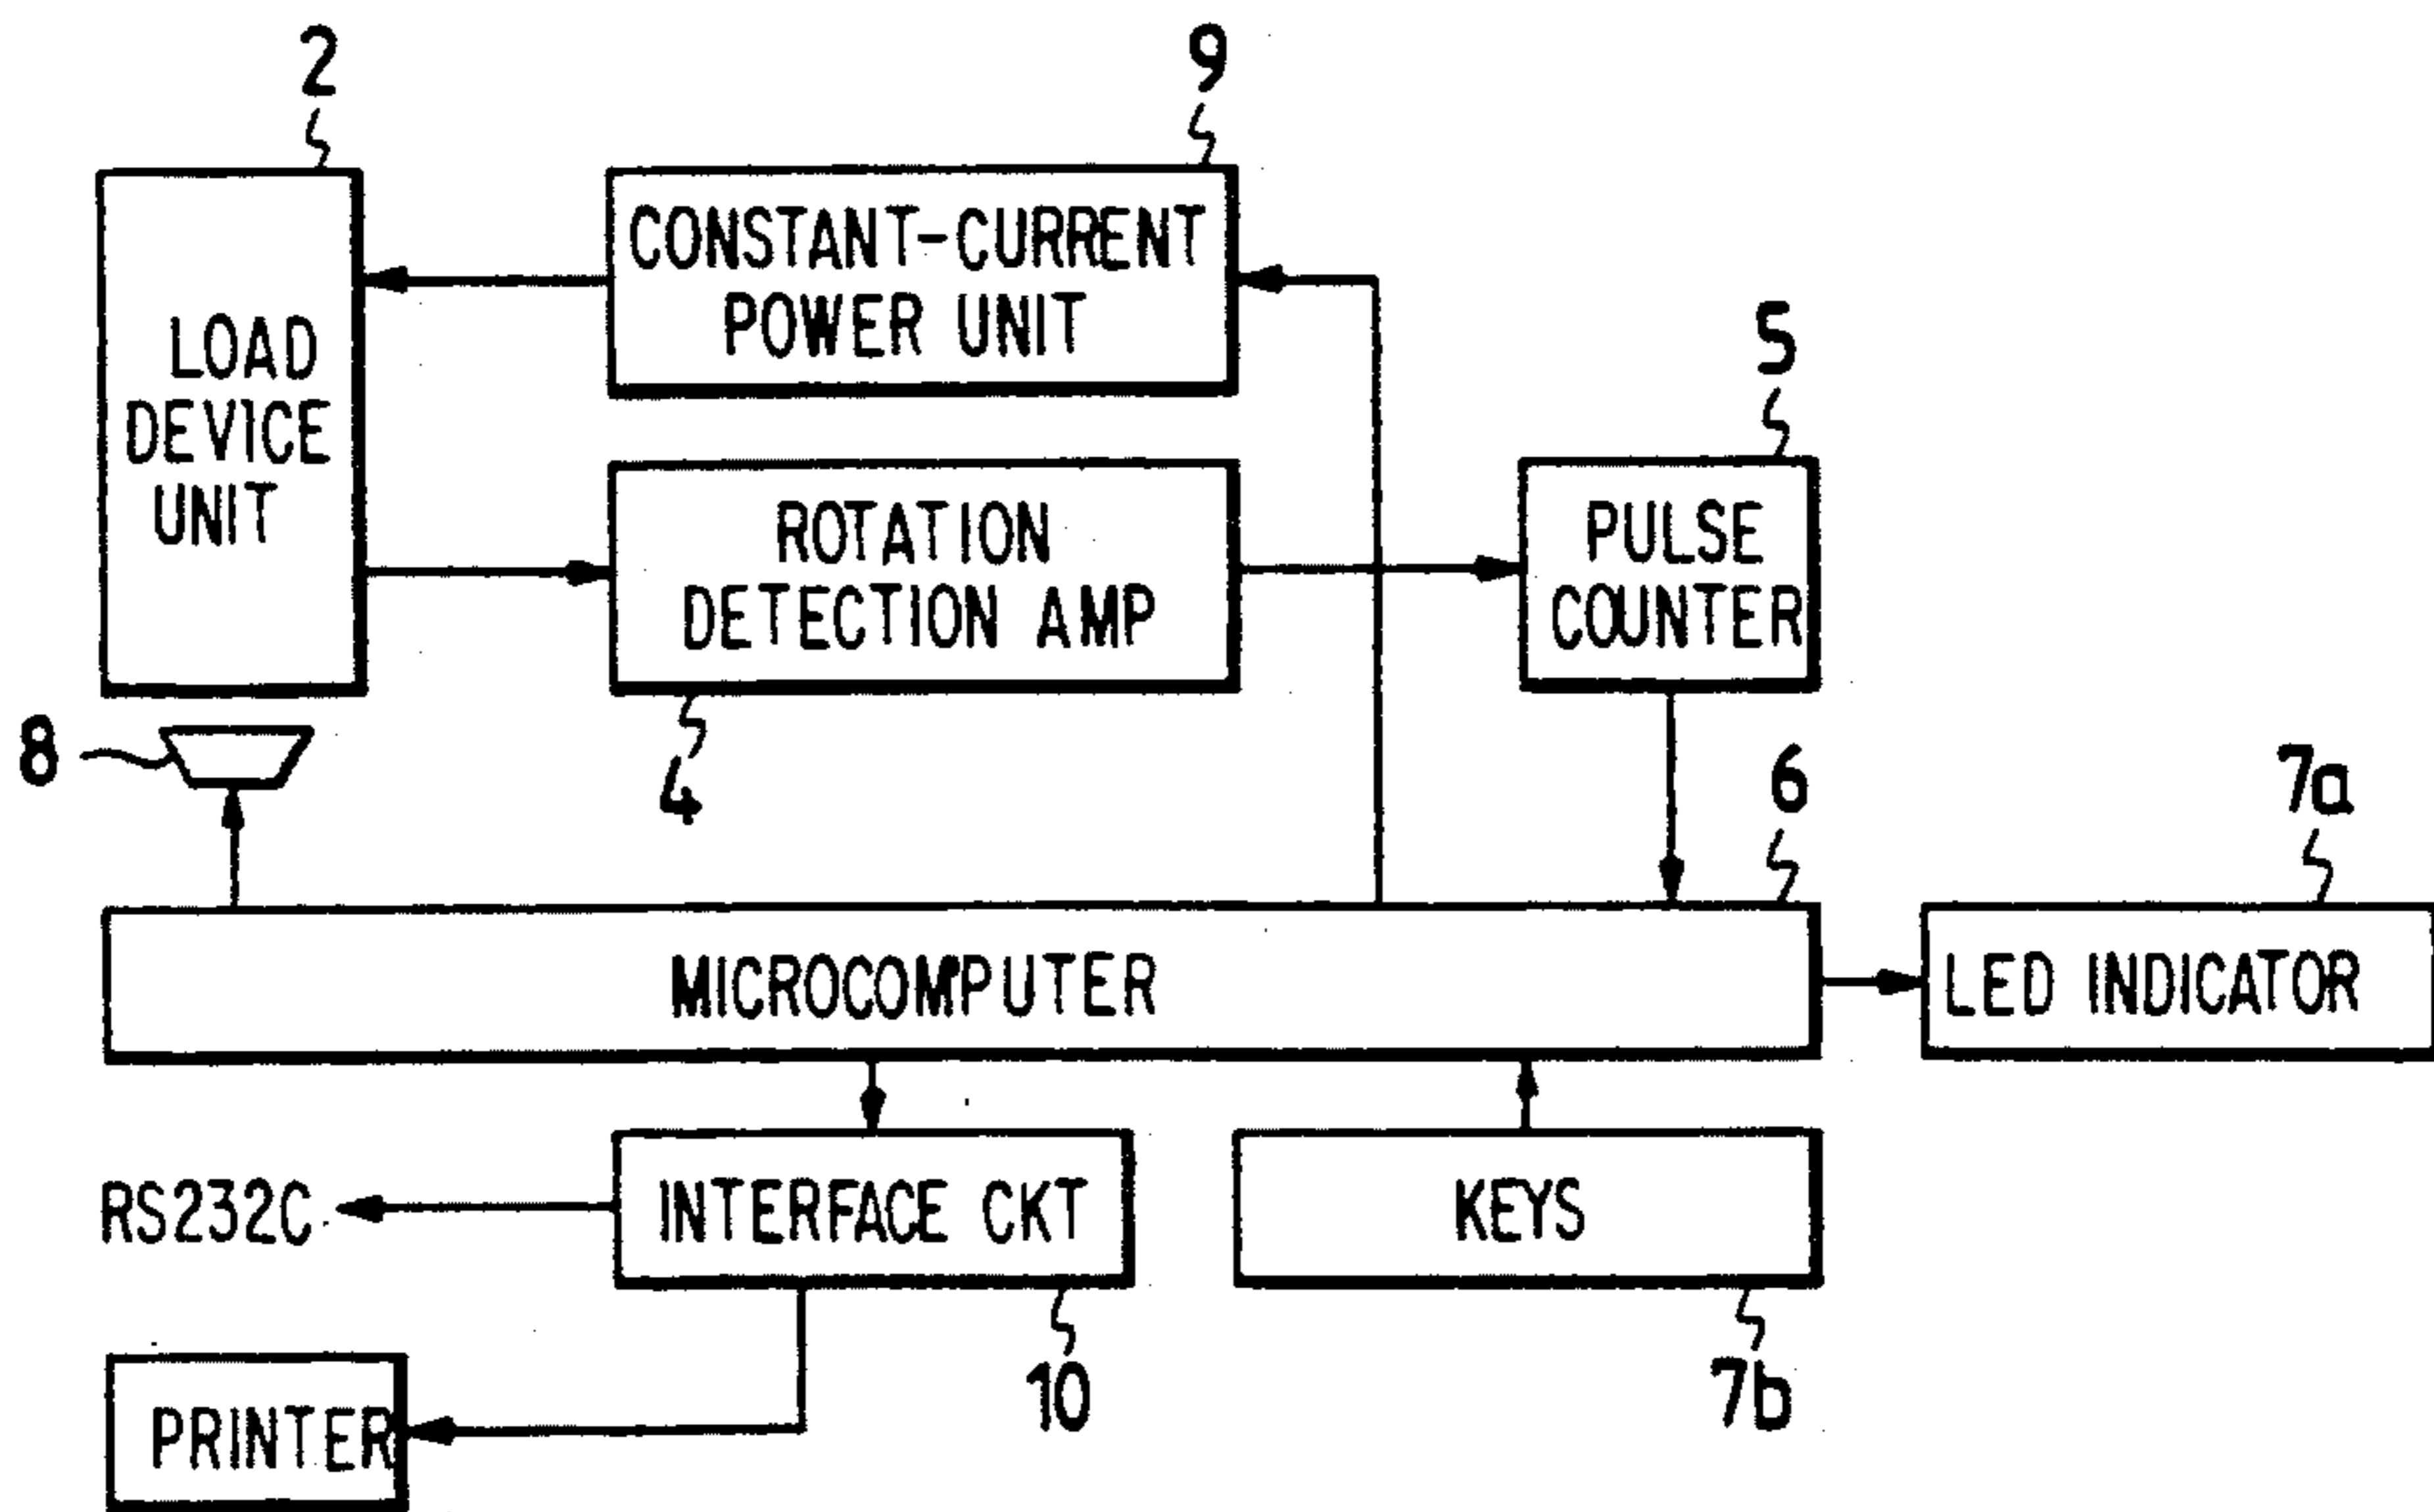 2
9
CONSTANT-CURRENT
POWER UNIT
LOAD
DEVICE
UNIT
5
ROTATION
DETECTION AMP
PULSE
COUNTER
8
4
6
7a
MICROCOMPUTER
LED INDICATOR
RS232C
INTERFACE CKT
KEYS
10
7b
PRINTER